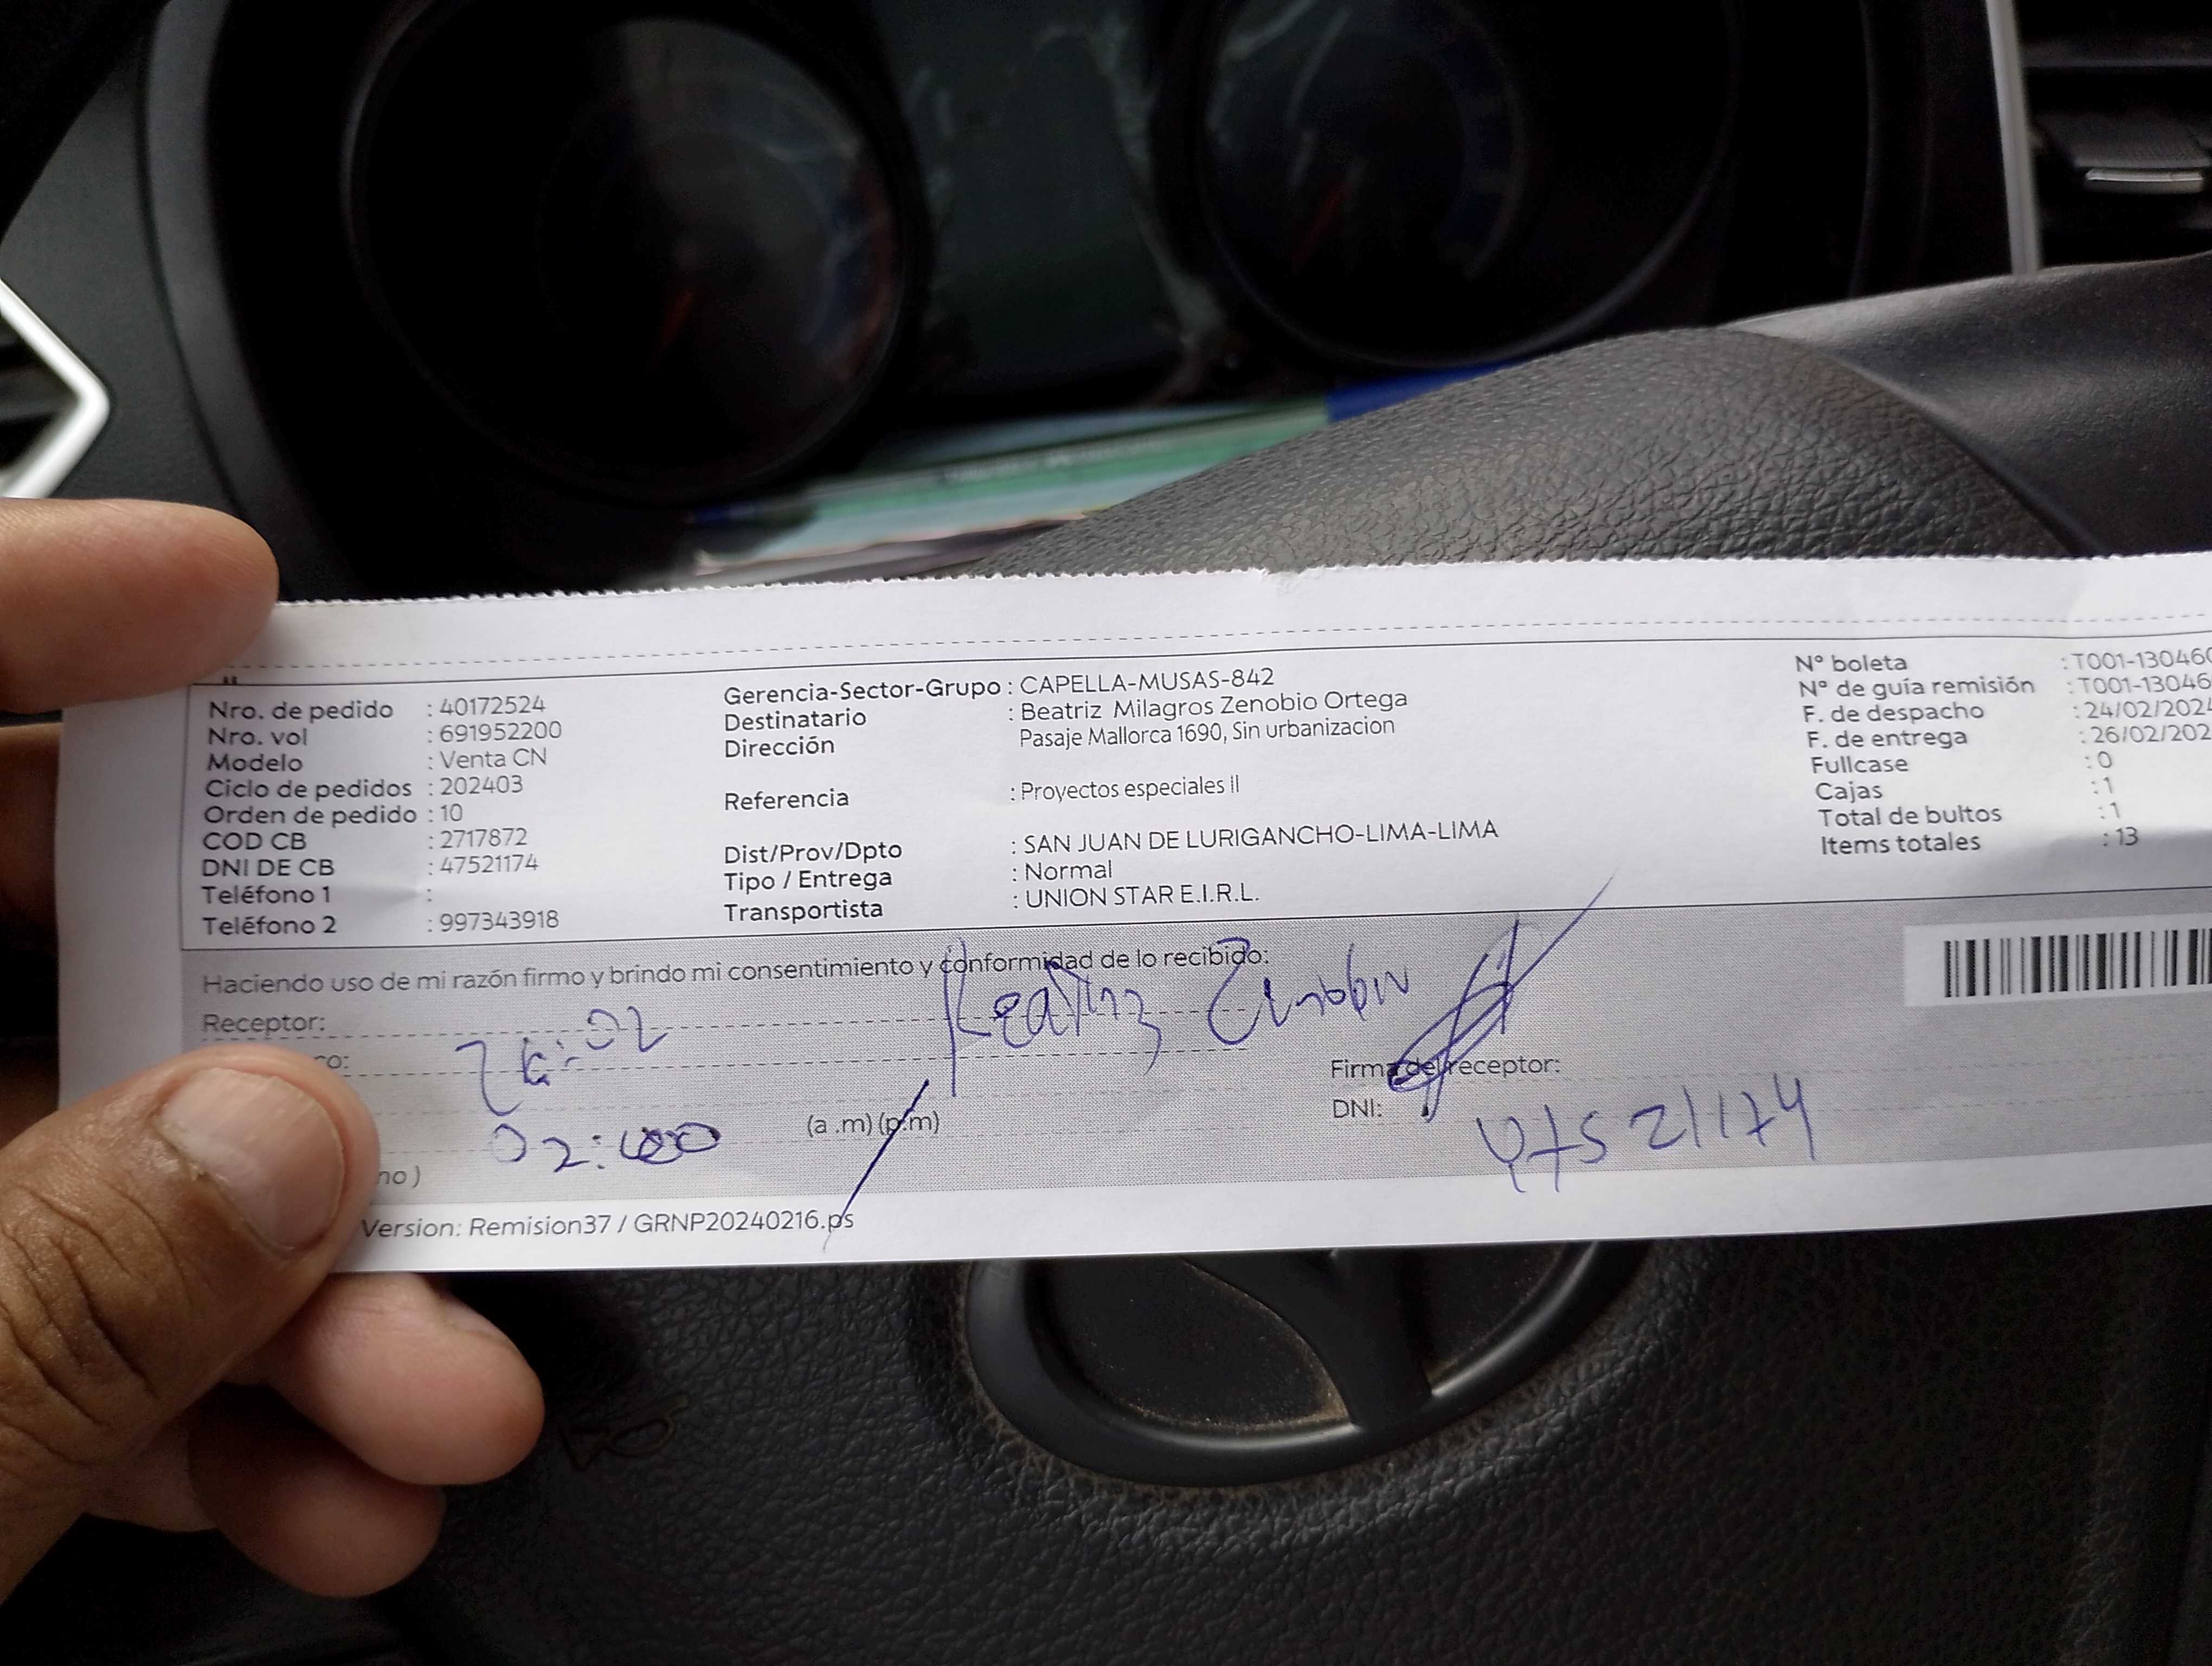 Nro. de pedido : 40172524
Nro. vol : 691952200
Modelo : Venta CN
Ciclo de pedidos : 202403
Orden de pedido : 10
COD CB : 2717872
DNI DE CB : 47521174
Teléfono 1 :
Teléfono 2 : 997343918
Gerencia-Sector-Grupo : CAPELLA-MUSAS-842
Destinatario : Beatriz Milagros Zenobio Ortega
Dirección Pasaje Mallorca 1690, Sin urbanizacion
Referencia : Proyectos especiales II
Dist/Prov/Dpto : SAN JUAN DE LURIGANCHO-LIMA-LIMA
Tipo / Entrega : Normal
Transportista : UNION STAR E.I.R.L.
N° boleta : T001-130460
N° de guía remisión : T001-13046
F. de despacho : 24/02/2024
F. de entrega : 26/02/202
Fullcase : 0
Cajas : 1
Total de bultos : 1
Items totales : 13
Haciendo uso de mi razón firmo y brindo mi consentimiento y conformidad de lo recibido:
Receptor: Beatriz Zenobio
ro: 26:02
Firma del receptor:
02:00 (a.m) (p.m)
DNI: 47521174
no)
Version: Remision37 / GRNP20240216.ps